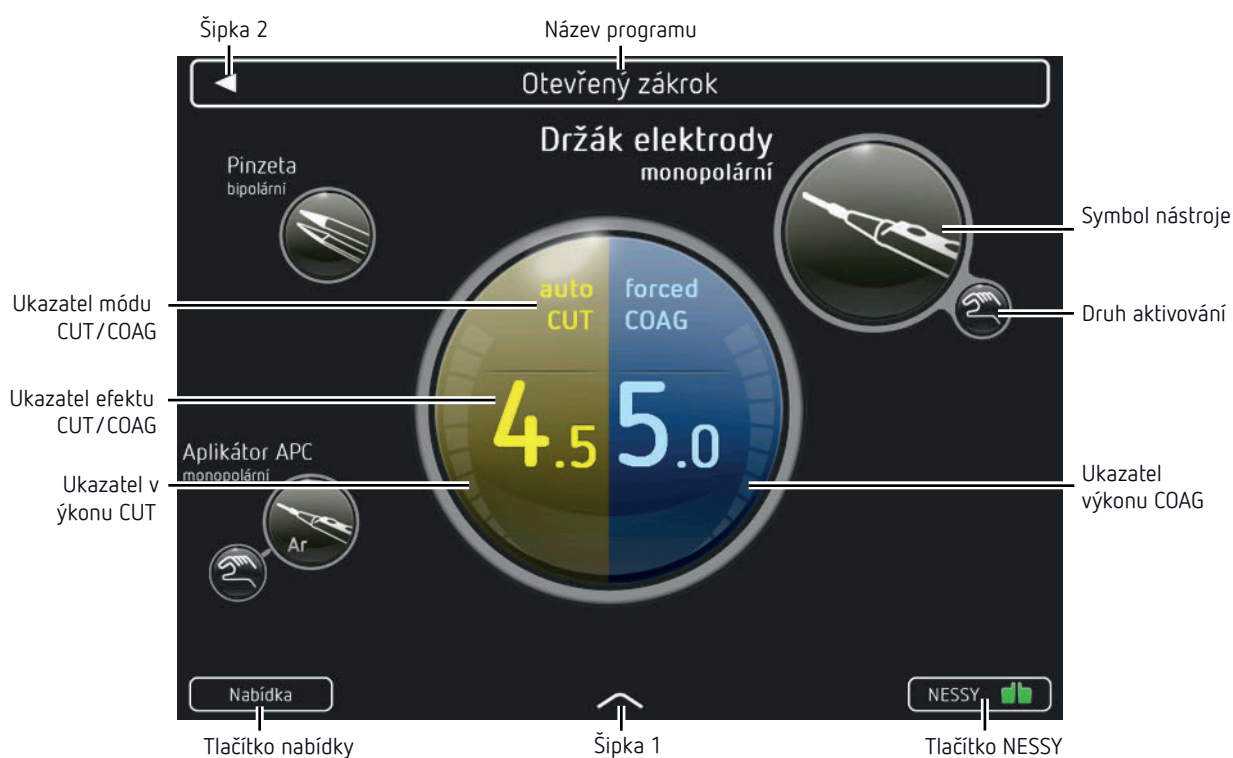 Šipka 2
Název programu
Otevřený zákrok
Držák elektrody
monopolární
Pinzeta
bipolární
Symbol nástroje
Ukazatel módu
CUT/COAG
auto
CUT
forced
COAG
Druh aktivování
Ukazatel efektu
CUT/COAG
4.5
5.0
Aplikátor APC
monopolární
Ukazatel v
ýkonu CUT
Ukazatel
výkonu COAG
Ar
Nabídka
NESSY
Tlačítko nabídky
Šipka 1
Tlačítko NESSY